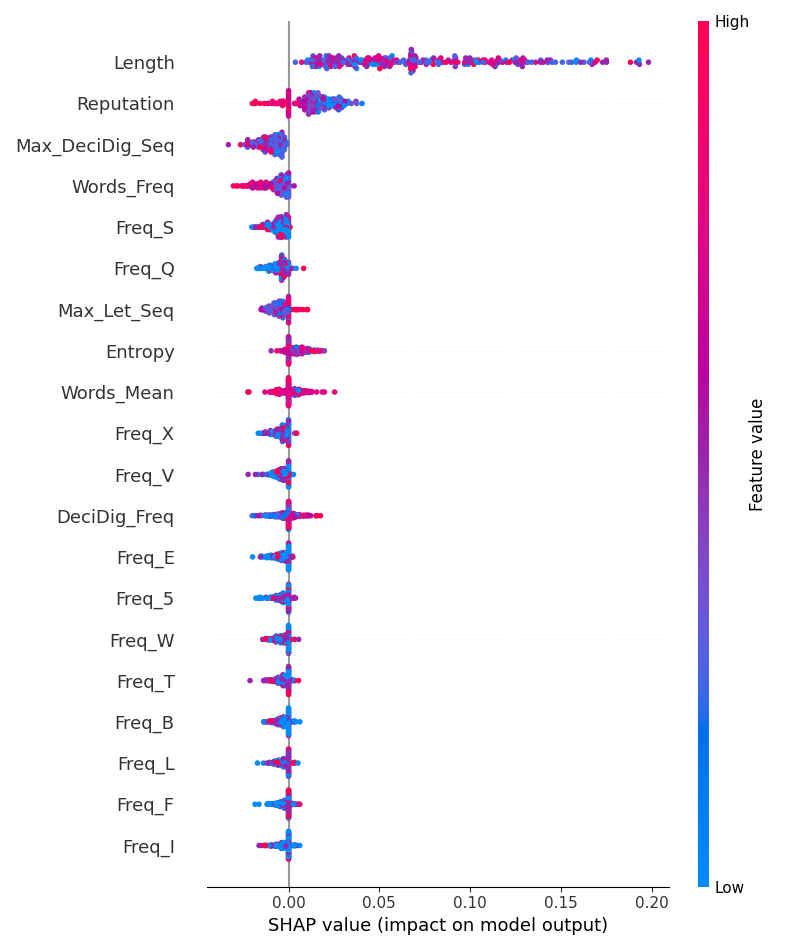 High
Length
Reputation
Max_DeciDig_Seq
Words_Freq
Freq_S
Freq_Q
Max_Let_Seq
Entropy
Words_Mean
Freq_X
Freq_V
DeciDig_Freq
Freq_E
Freq_5
Freq_W
Freq_T
Freq_B
Freq_L
Freq_F
Freq_I
Feature value
Low
0.00 0.05 0.10 0.15 0.20
SHAP value (impact on model output)